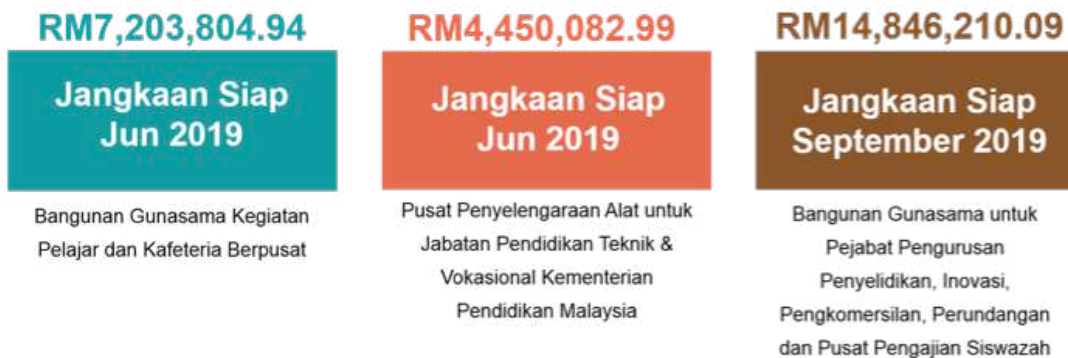 RM7,203,804.94
Jangkaan Siap
Jun 2019
Bangunan Gunasama Kegiatan
Pelajar dan Kafeteria Berpusat
RM4,450,082.99
Jangkaan Siap
Jun 2019
Pusat Penyelengaraan Alat untuk
Jabatan Pendidikan Teknik &
Vokasional Kementerian
Pendidikan Malaysia
RM14,846,210.09
Jangkaan Siap
September 2019
Bangunan Gunasama untuk
Pejabat Pengurusan
Penyelidikan, Inovasi,
Pengkomersilan, Perundangan
dan Pusat Pengajian Siswazah